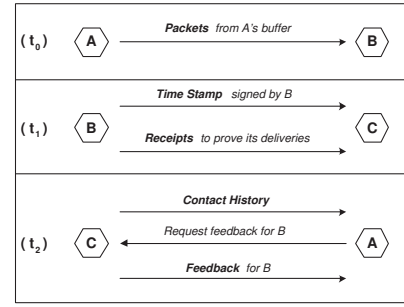 ( t0 ) A Packets from A's buffer B
Time Stamp signed by B
( t1 ) B C
Receipts to prove its deliveries
Contact History
( t2 ) C Request feedback for B A
Feedback for B